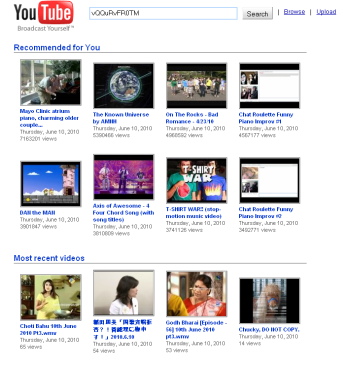 YouTube
Broadcast Yourself™
Search
| Browse | Upload
Recommended for You
Mayo Clinic atrium piano, charming older couple...
Thursday, June 10, 2010
7163201 views
The Known Universe by AMNH
Thursday, June 10, 2010
5390468 views
On The Rocks - Bad Romance - 4/23/10
Thursday, June 10, 2010
4968592 views
Chat Roulette Funny Piano Improv #1
Thursday, June 10, 2010
4567177 views
T-SHIRT WAR
DAN the MAN
Thursday, June 10, 2010
3901847 views
Axis of Awesome - 4 Four Chord Song (with song titles)
Thursday, June 10, 2010
3810809 views
T-SHIRT WAR!! (stop-motion music video)
Thursday, June 10, 2010
3741126 views
Chat Roulette Funny Piano Improv #2
Thursday, June 10, 2010
3492771 views
Most recent videos
Choti Bahu 10th June 2010 Pt3.wmv
Thursday, June 10, 2010
65 views
2010.6.10
Thursday, June 10, 2010
54 views
Godh Bharai [Episode - 56] 10th June 2010 part3.wmv
Thursday, June 10, 2010
53 views
Chucky, DO NOT COPY.
Thursday, June 10, 2010
14 views